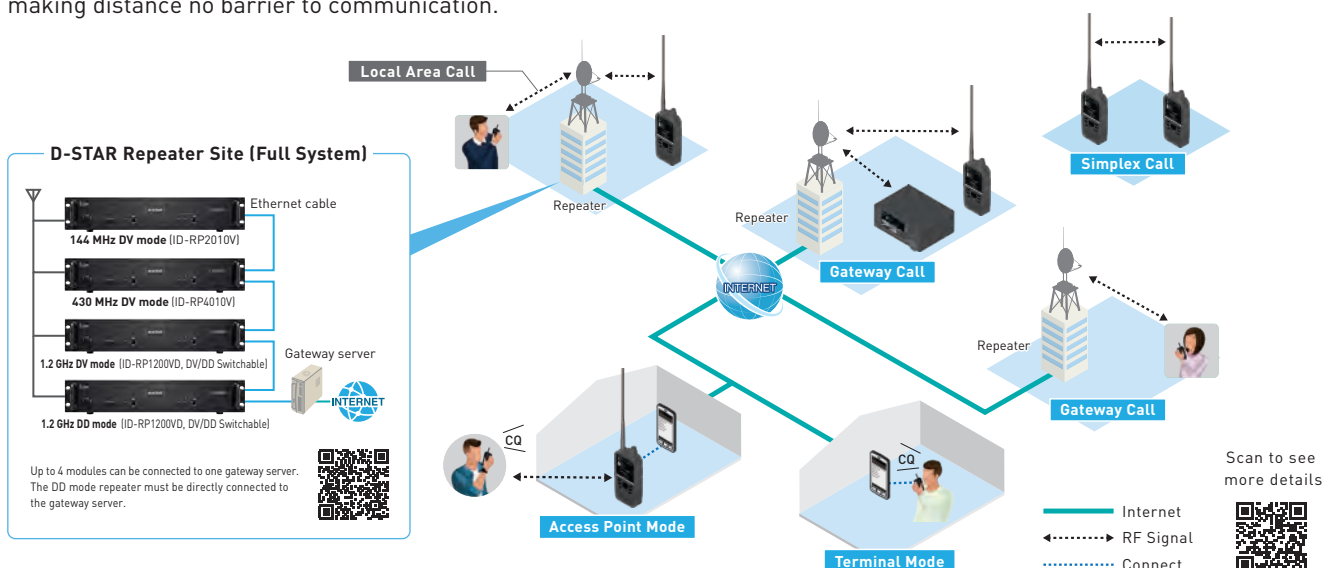 making distance no barrier to communication.
Local Area Call
D-STAR Repeater Site (Full System)
Ethernet cable
144 MHz DV mode (ID-RP2010V)
430 MHz DV mode (ID-RP4010V)
1.2 GHz DV mode (ID-RP1200VD, DV/DD Switchable)
Gateway server
INTERNET
1.2 GHz DD mode (ID-RP1200VD, DV/DD Switchable)
Up to 4 modules can be connected to one gateway server.
The DD mode repeater must be directly connected to
the gateway server.
Repeater
Repeater
Gateway Call
Simplex Call
INTERNET
Repeater
Gateway Call
CQ
Access Point Mode
CQ
Terminal Mode
Internet
RF Signal
Connect
Scan to see
more details